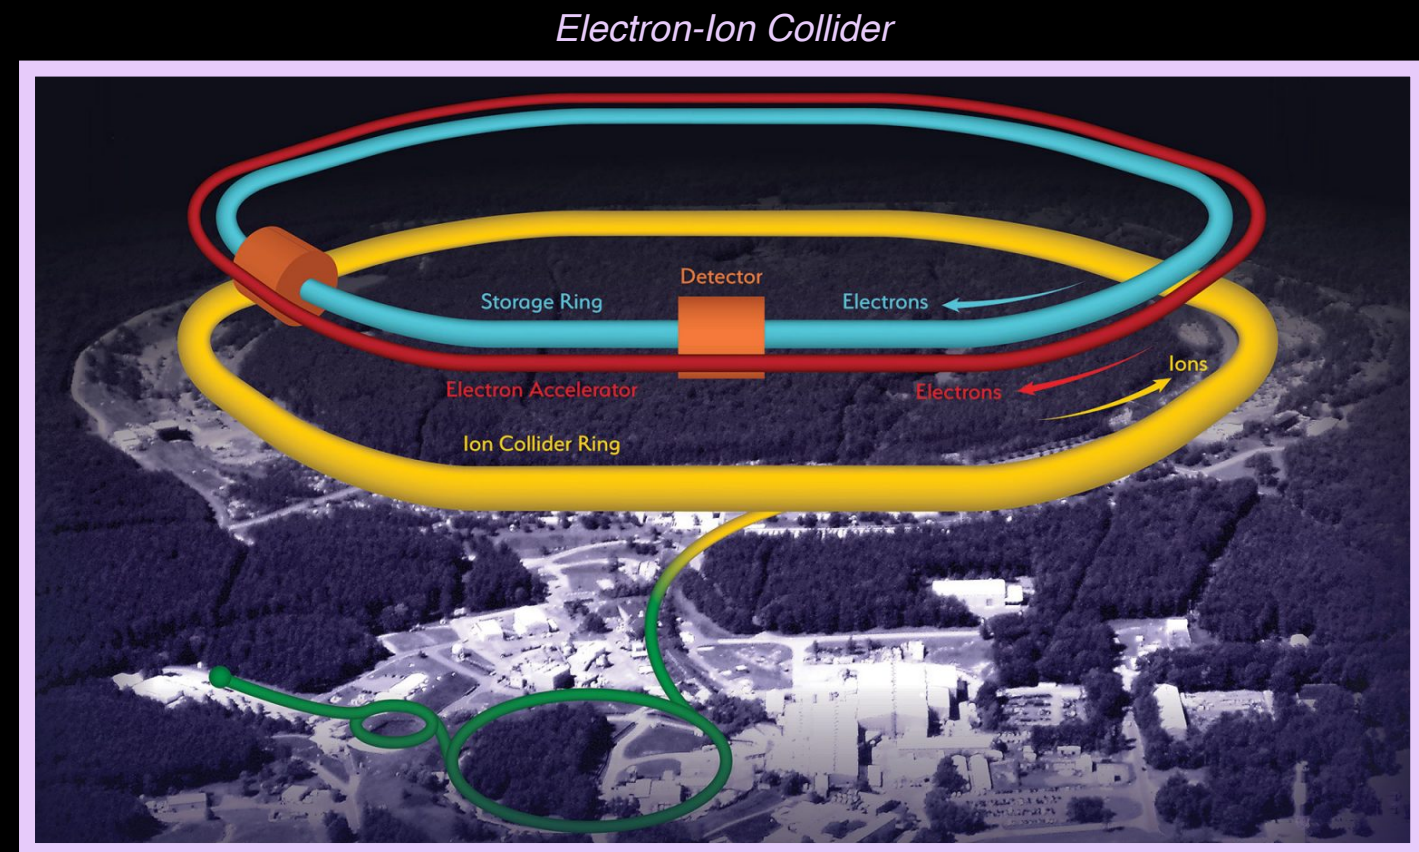 Electron-Ion Collider
Detector
Storage Ring
Electrons
Ions
Electron Accelerator
Electrons
Ion Collider Ring